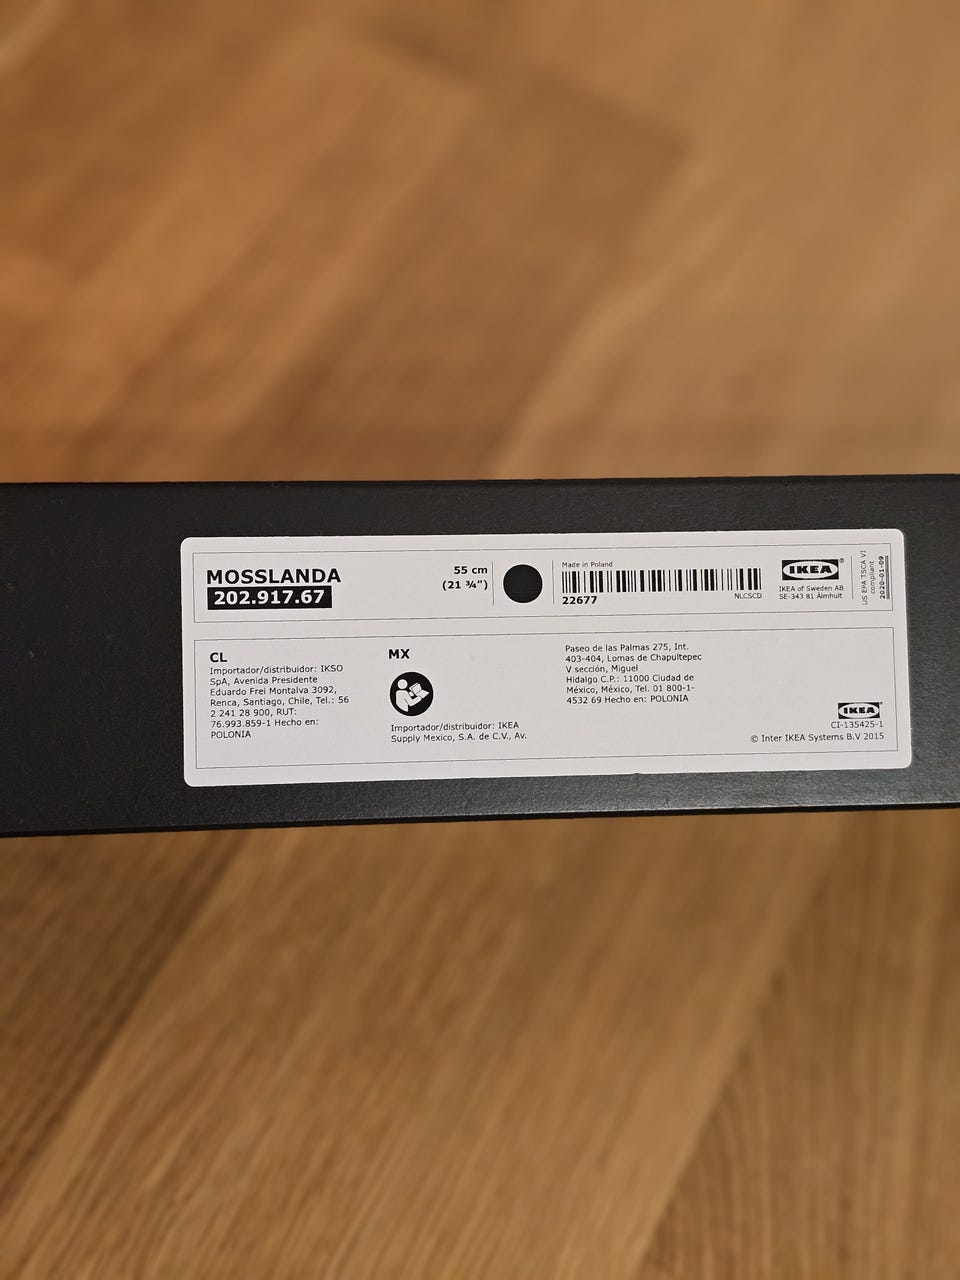 MOSSLANDA
202.917.67
55 cm
(21 ¾")
Made in Poland
22677
NLCSCD
IKEA®
IKEA of Sweden AB
SE-343 81 Älmhult
US EPA TSCA VI
compliant
2020-01-09
CL
Importador/distribuidor: IKSO
SpA, Avenida Presidente
Eduardo Frei Montalva 3092,
Renca, Santiago, Chile, Tel.: 56
2 241 28 900, RUT:
76.993.859-1 Hecho en:
POLONIA
MX
Importador/distribuidor: IKEA
Supply Mexico, S.A. de C.V., Av.
Paseo de las Palmas 275, Int.
403-404, Lomas de Chapultepec
V sección, Miguel
Hidalgo C.P.: 11000 Ciudad de
México, México, Tel. 01 800-1-
4532 69 Hecho en: POLONIA
IKEA®
CI-135425-1
© Inter IKEA Systems B.V 2015